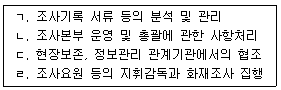 ㄱ. 조사기록 서류 등의 분석 및 관리
ㄴ. 조사본부 운영 및 총괄에 관한 사항처리
ㄷ. 현장보존, 정보관리 관계기관에서의 협조
ㄹ. 조사요원 등의 지휘감독과 화재조사 집행